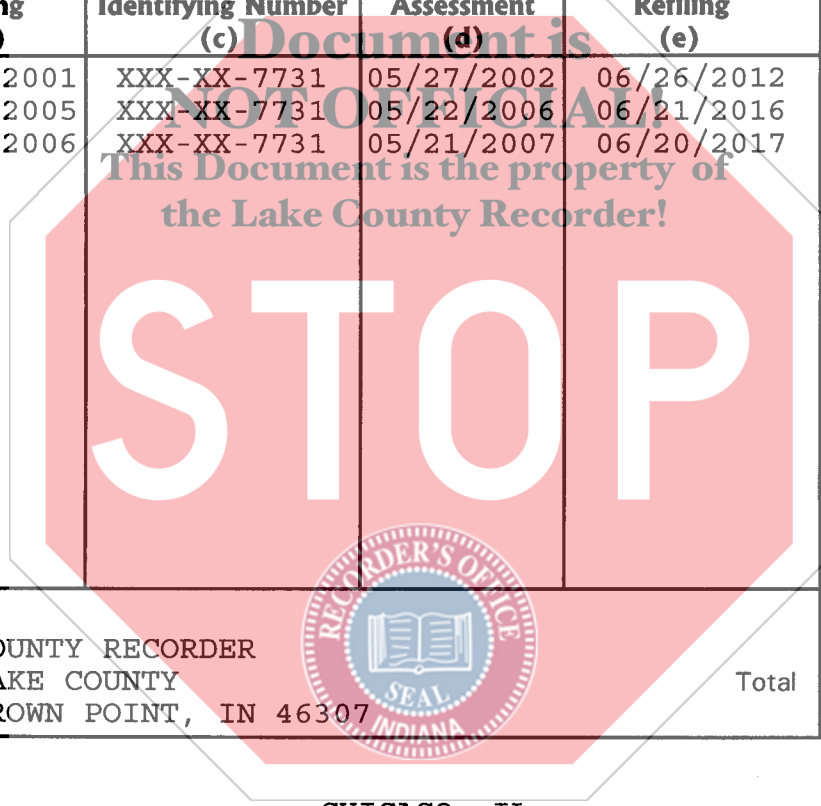 Identifying Number Assessment Refiling
(c) (d) (e)
Document is
2001 XXX-XX-7731 05/27/2002 06/26/2012
2005 XXX-XX-7731 05/22/2006 06/21/2016
NOT OFFICIAL!
2006 XXX-XX-7731 05/21/2007 06/20/2017
This Document is the property of
the Lake County Recorder!
STOP
RECORDER'S OFFICE
SEAL
INDIANA
OUNTY RECORDER
AKE COUNTY Total
ROWN POINT, IN 46307